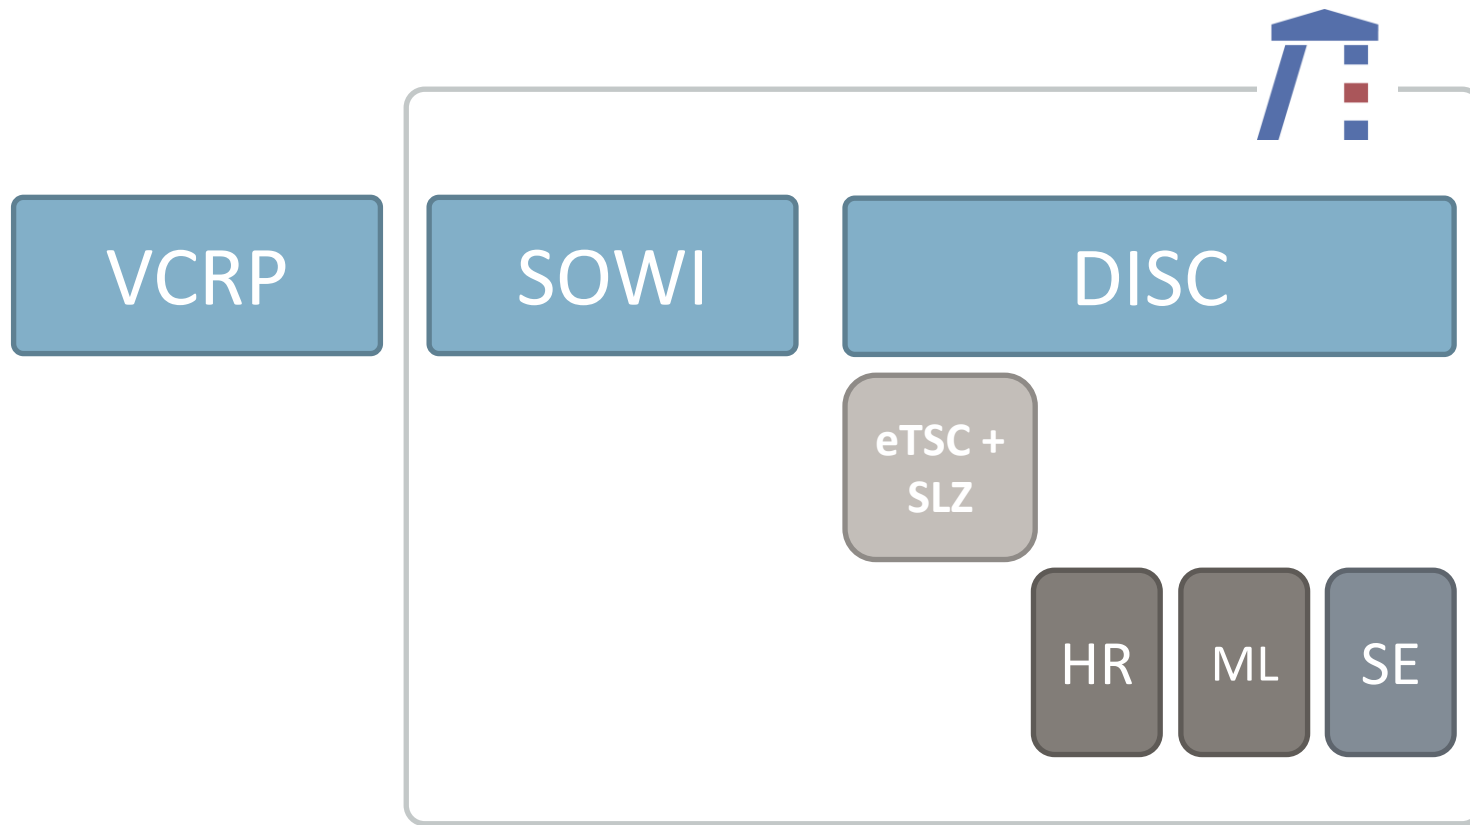 VCRP
SOWI
DISC
eTSC +
SLZ
HR
ML
SE